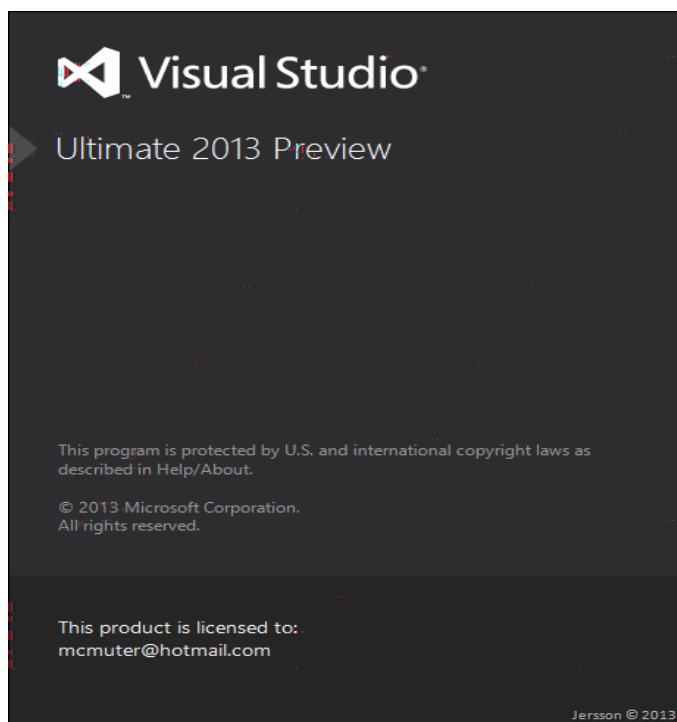 Visual Studio®
™
Ultimate 2013 Preview
This program is protected by U.S. and international copyright laws as
described in Help/About.
© 2013 Microsoft Corporation.
All rights reserved.
This product is licensed to:
mcmuter@hotmail.com
Jersson © 2013